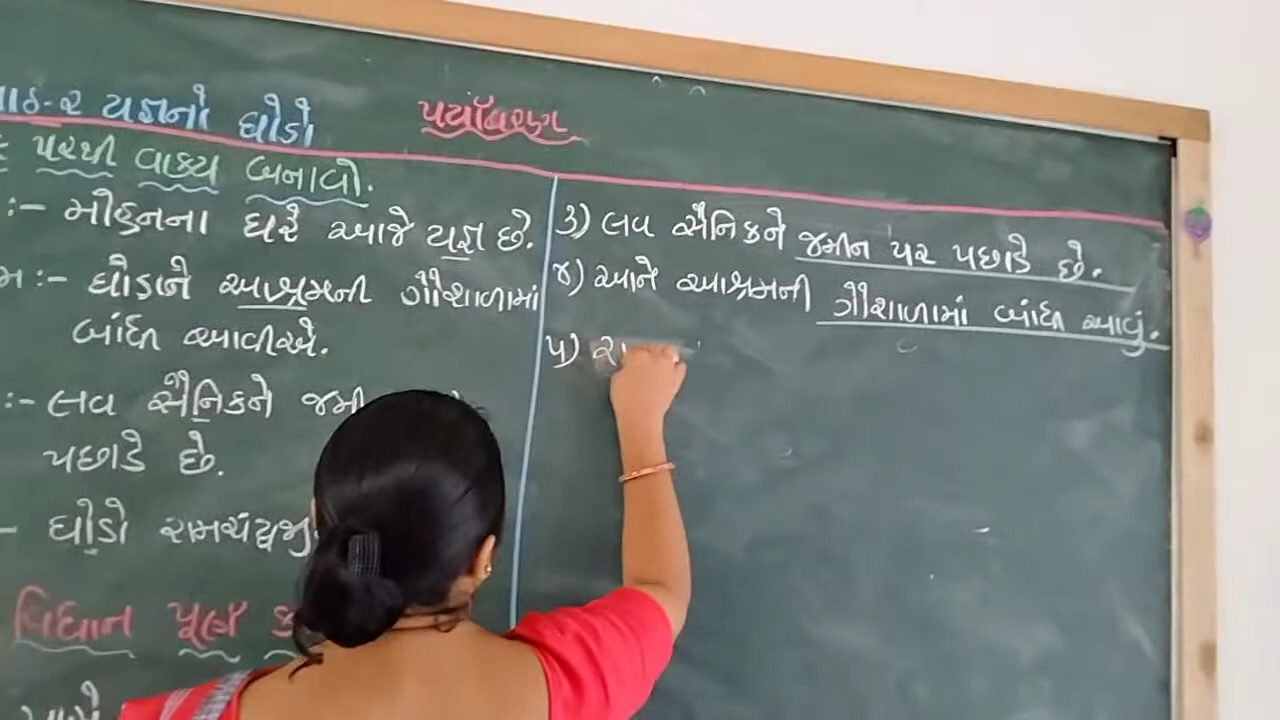 પાઠ-૨ યજ્ઞનો ઘોડો
પર્યાવરણ
પરથી વાક્ય બનાવો.
:- મોહનના ઘરે આજે યજ્ઞ છે.
મ :- ઘોડાને આશ્રમની ગૌશાળામાં
બાંધી આવીએ.
:- લવ સૈનિકને જમી
પછાડે છે.
- ઘોડો રામચંદ્રજી
વિધાન પૂર્ણ ક
૩) લવ સૈનિકને જમીન પર પછાડે છે.
૪) આને આશ્રમની ગૌશાળામાં બાંધી આવું.
૫)